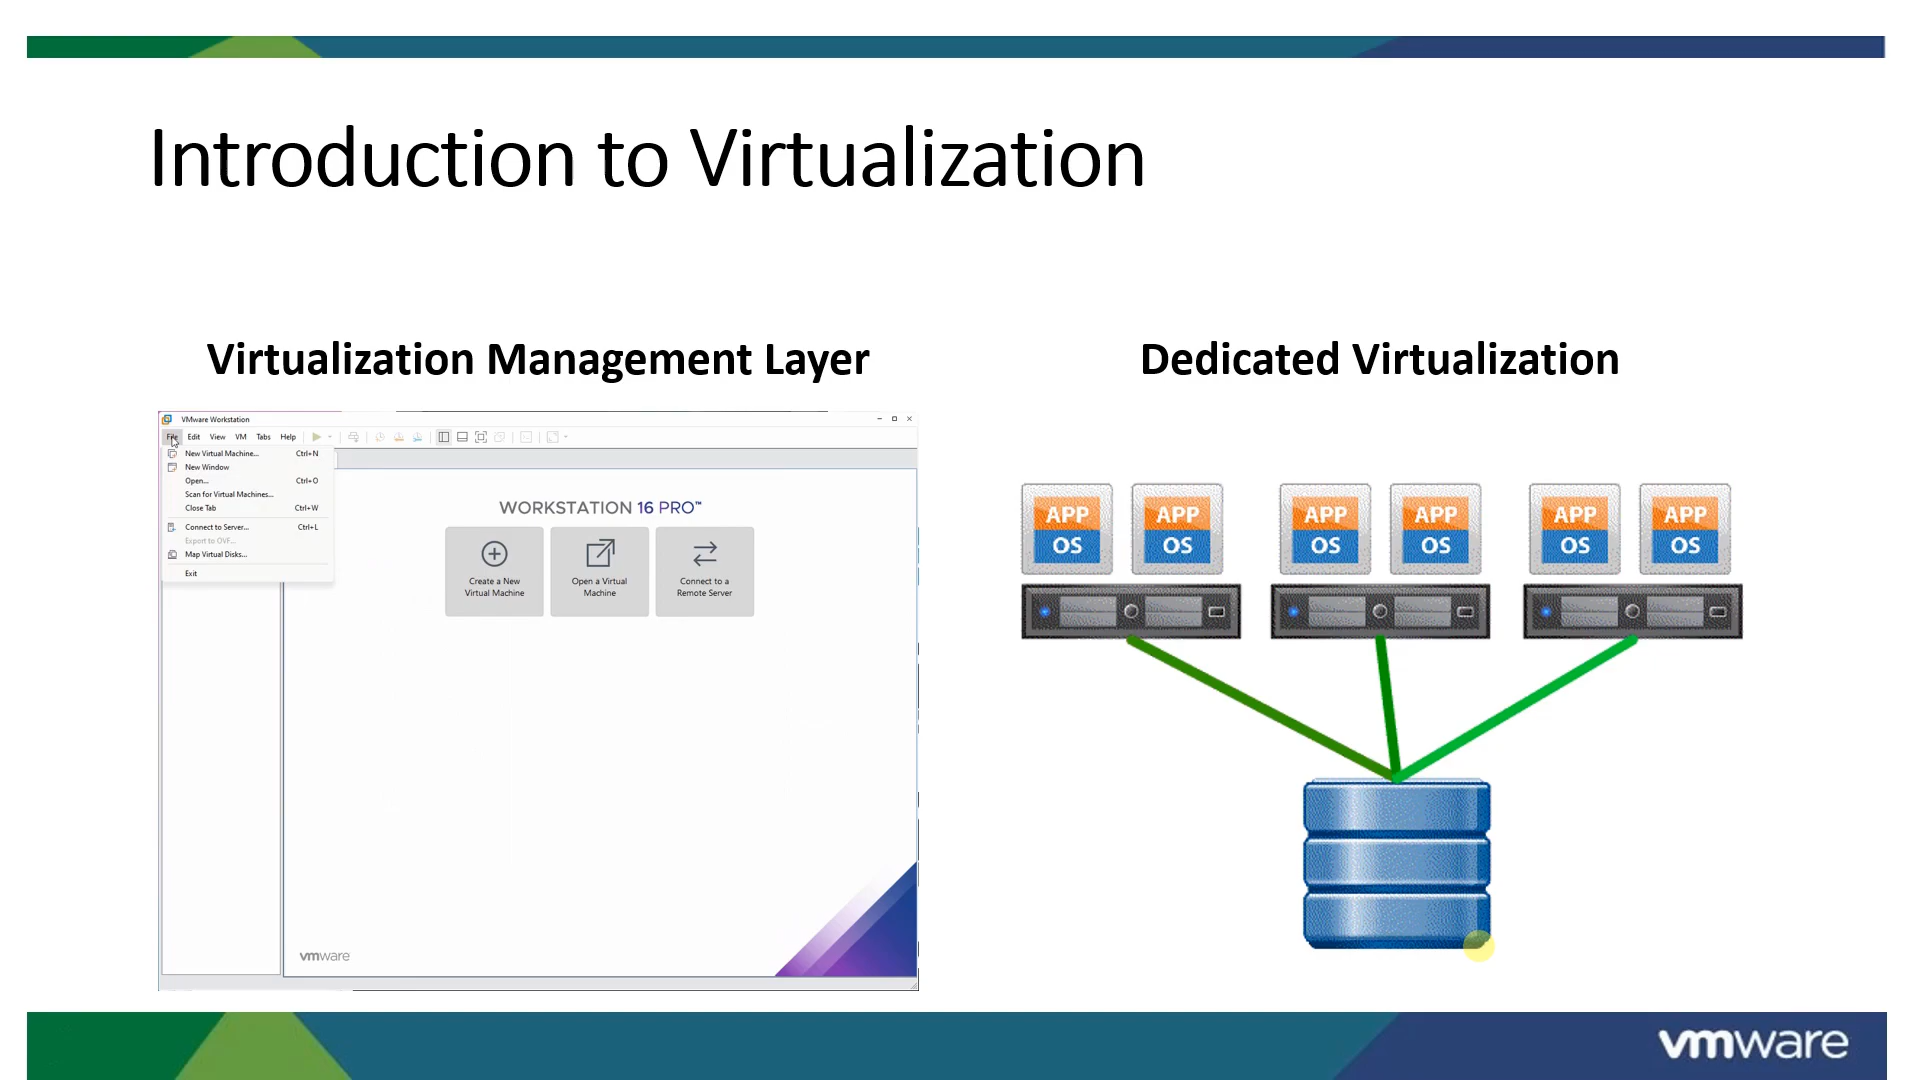 Introduction to Virtualization
Virtualization Management Layer
VMware Workstation
File Edit View VM Tabs Help
New Virtual Machine... Ctrl+N
New Window
Open... Ctrl+O
Scan for Virtual Machines...
Close Tab Ctrl+W
Connect to Server... Ctrl+L
Export to OVF...
Map Virtual Disks...
Exit
WORKSTATION 16 PRO™
Create a New
Virtual Machine
Open a Virtual
Machine
Connect to a
Remote Server
vmware
Dedicated Virtualization
APP APP APP APP APP APP
OS OS OS OS OS OS
vmware